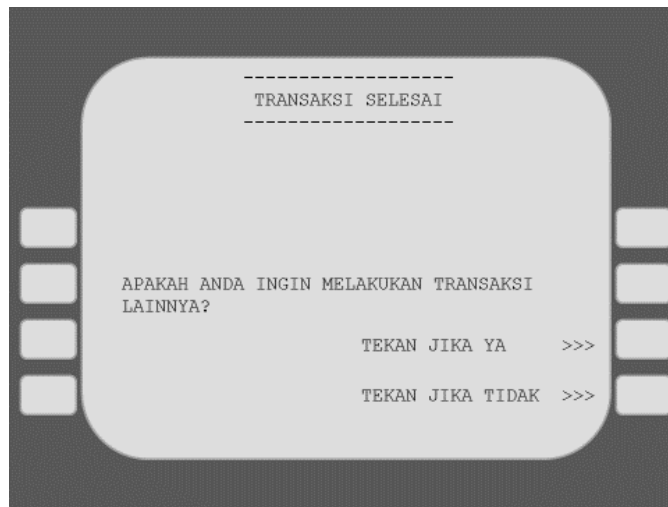 -------------------
TRANSAKSI SELESAI
-------------------
APAKAH ANDA INGIN MELAKUKAN TRANSAKSI
LAINNYA?
TEKAN JIKA YA >>>
TEKAN JIKA TIDAK >>>